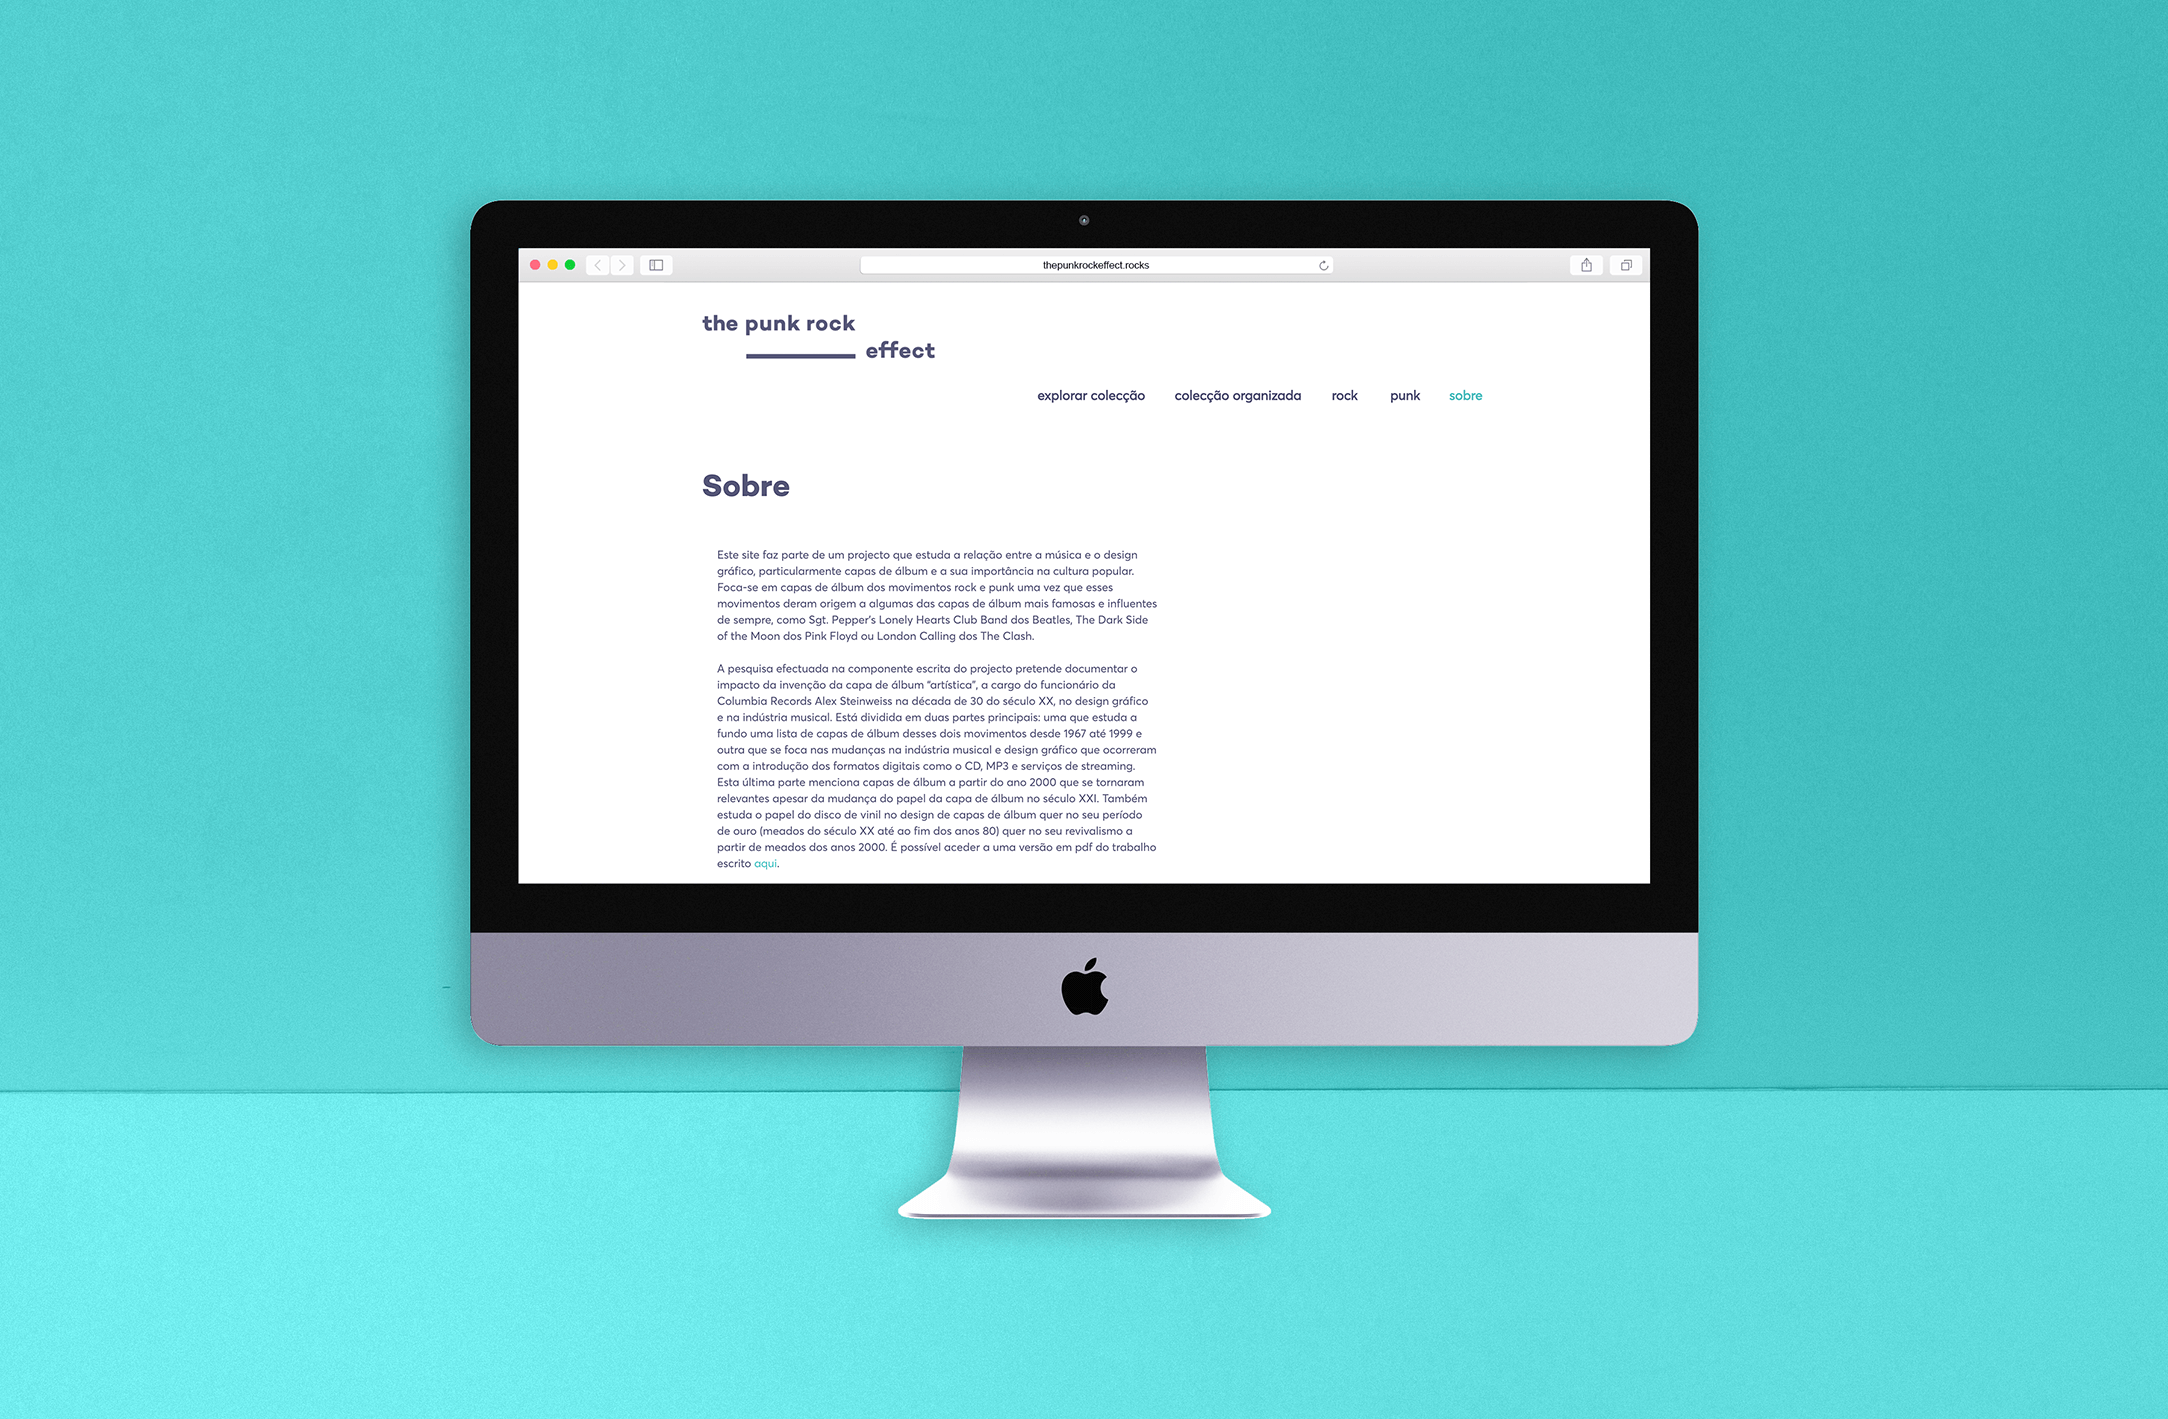 thepunkrockeffect.rocks
the punk rock
effect
explorar colecção colecção organizada rock punk sobre
Sobre
Este site faz parte de um projecto que estuda a relação entre a música e o design
gráfico, particularmente capas de álbum e a sua importância na cultura popular.
Foca-se em capas de álbum dos movimentos rock e punk uma vez que esses
movimentos deram origem a algumas das capas de álbum mais famosas e influentes
de sempre, como Sgt. Pepper's Lonely Hearts Club Band dos Beatles, The Dark Side
of the Moon dos Pink Floyd ou London Calling dos The Clash.
A pesquisa efectuada na componente escrita do projecto pretende documentar o
impacto da invenção da capa de álbum "artística", a cargo do funcionário da
Columbia Records Alex Steinweiss na década de 30 do século XX, no design gráfico
e na indústria musical. Está dividida em duas partes principais: uma que estuda a
fundo uma lista de capas de álbum desses dois movimentos desde 1967 até 1999 e
outra que se foca nas mudanças na indústria musical e design gráfico que ocorreram
com a introdução dos formatos digitais como o CD, MP3 e serviços de streaming.
Esta última parte menciona capas de álbum a partir do ano 2000 que se tornaram
relevantes apesar da mudança do papel da capa de álbum no século XXI. Também
estuda o papel do disco de vinil no design de capas de álbum quer no seu período
de ouro (meados do século XX até ao fim dos anos 80) quer no seu revivalismo a
partir de meados dos anos 2000. É possível aceder a uma versão em pdf do trabalho
escrito aqui.